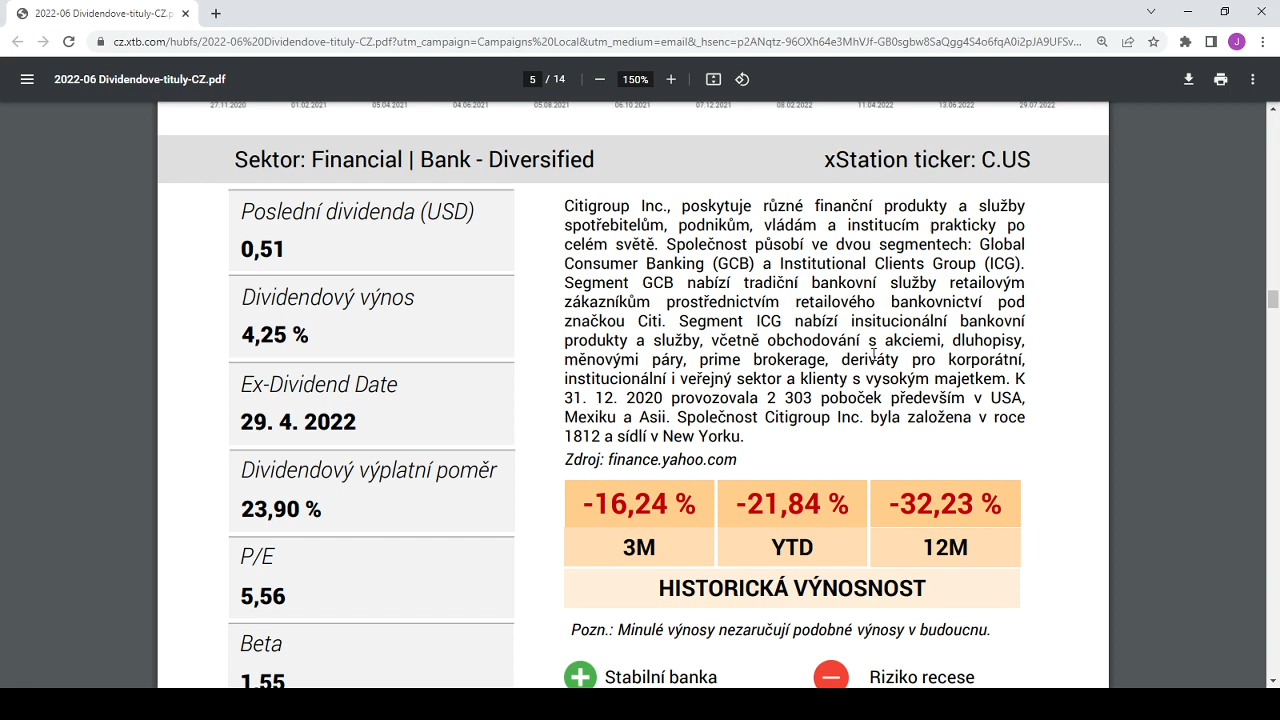 2022-06 Dividendove-tituly-CZ.p
cz.xtb.com/hubfs/2022-06%20Dividendove-tituly-CZ.pdf?utm_campaign=Campaigns%20Local&utm_medium=email&_hsenc=p2ANqtz-96OXh64e3MhVJf-GB0sgbw8SaQgg4S4o6fqA0i2pJA9UFSv...
J
2022-06 Dividendove-tituly-CZ.pdf
5 / 14
150%
27.11.2020 01.02.2021 05.04.2021 04.06.2021 05.08.2021 06.10.2021 07.12.2021 08.02.2022 11.04.2022 13.06.2022 29.07.2022
Sektor: Financial | Bank - Diversified
xStation ticker: C.US
Poslední dividenda (USD)
0,51
Dividendový výnos
4,25 %
Ex-Dividend Date
29. 4. 2022
Dividendový výplatní poměr
23,90 %
P/E
5,56
Beta
1,55
Citigroup Inc., poskytuje různé finanční produkty a služby
spotřebitelům, podnikům, vládám a institucím prakticky po
celém světě. Společnost působí ve dvou segmentech: Global
Consumer Banking (GCB) a Institutional Clients Group (ICG).
Segment GCB nabízí tradiční bankovní služby retailovým
zákazníkům prostřednictvím retailového bankovnictví pod
značkou Citi. Segment ICG nabízí insitucionální bankovní
produkty a služby, včetně obchodování s akciemi, dluhopisy,
měnovými páry, prime brokerage, deriváty pro korporátní,
institucionální i veřejný sektor a klienty s vysokým majetkem. K
31. 12. 2020 provozovala 2 303 poboček především v USA,
Mexiku a Asii. Společnost Citigroup Inc. byla založena v roce
1812 a sídlí v New Yorku.
Zdroj: finance.yahoo.com
-16,24 % -21,84 % -32,23 %
3M YTD 12M
HISTORICKÁ VÝNOSNOST
Pozn.: Minulé výnosy nezaručují podobné výnosy v budoucnu.
Stabilní banka
Riziko recese